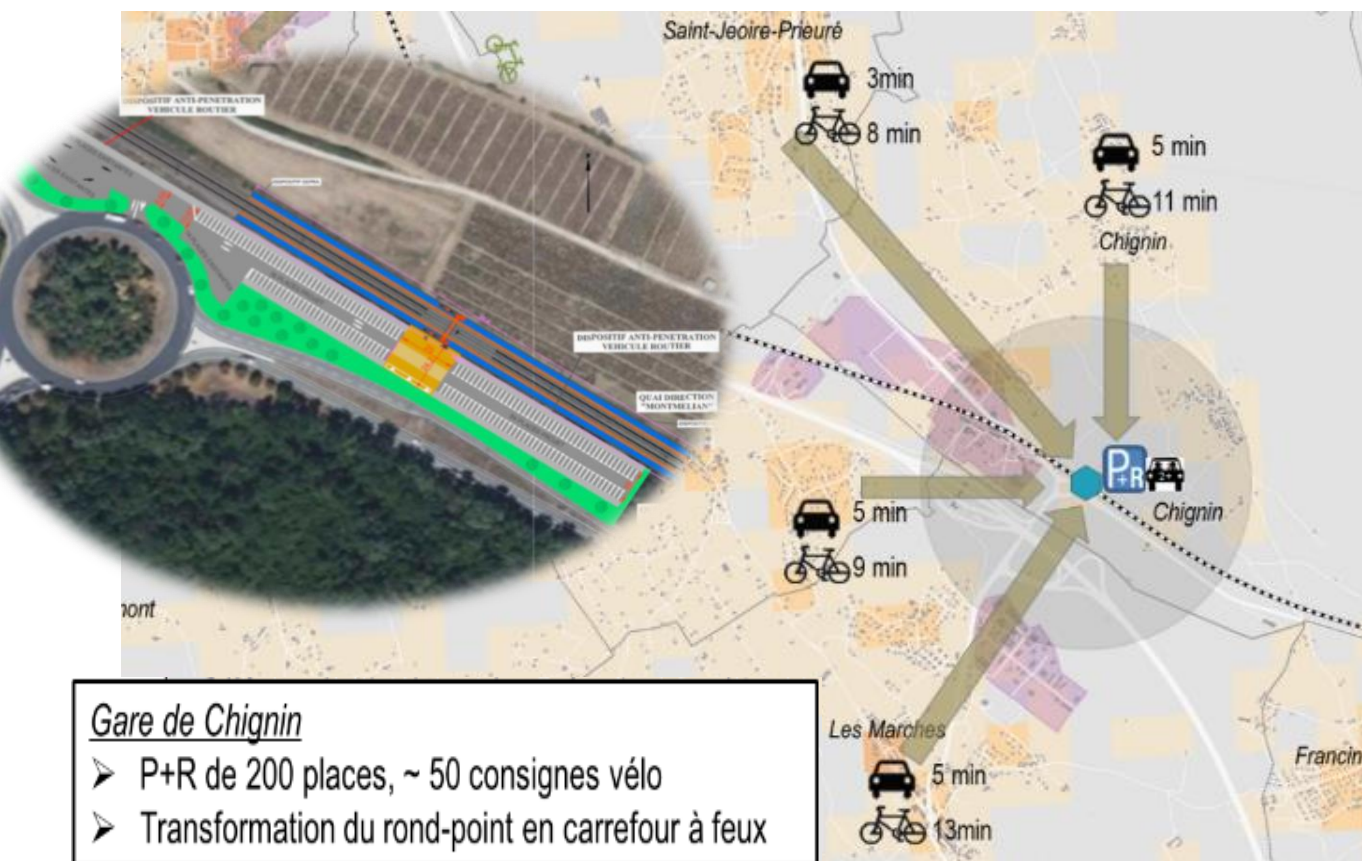 Saint-Jeoire-Prieuré
3min
8 min
5 min
11 min
Chignin
DISPOSITIF ANTI-PENETRATION
VEHICULE ROUTIER
DISPOSITIF ANTI-PENETRATION
VEHICULE ROUTIER
QUAI DIRECTION
"MONTMELIAN"
P+R
2+
Chignin
5 min
9 min
mont
Les Marches
5 min
13min
Francin
Gare de Chignin
➢ P+R de 200 places, ~ 50 consignes vélo
➢ Transformation du rond-point en carrefour à feux